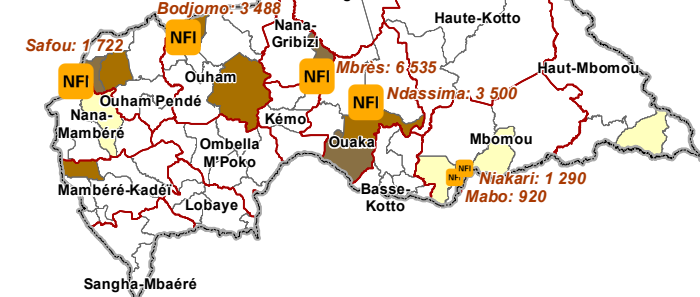 Bodjomo: 3 488
Nana-
Gribizi
Haute-Kotto
NFI
Safou: 1 722
NFI
Ouham
NFI
Mbrès: 6 535
Haut-Mbomou
NFI
Ndassima: 3 500
Ouham Pendé
Nana-
Mambéré
Kémo
Ombella
M'Poko
Ouaka
Mbomou
NFI
NFI
Niakari: 1 290
Mabo: 920
Mambéré-Kadéï
Basse-
Kotto
Lobaye
Sangha-Mbaéré